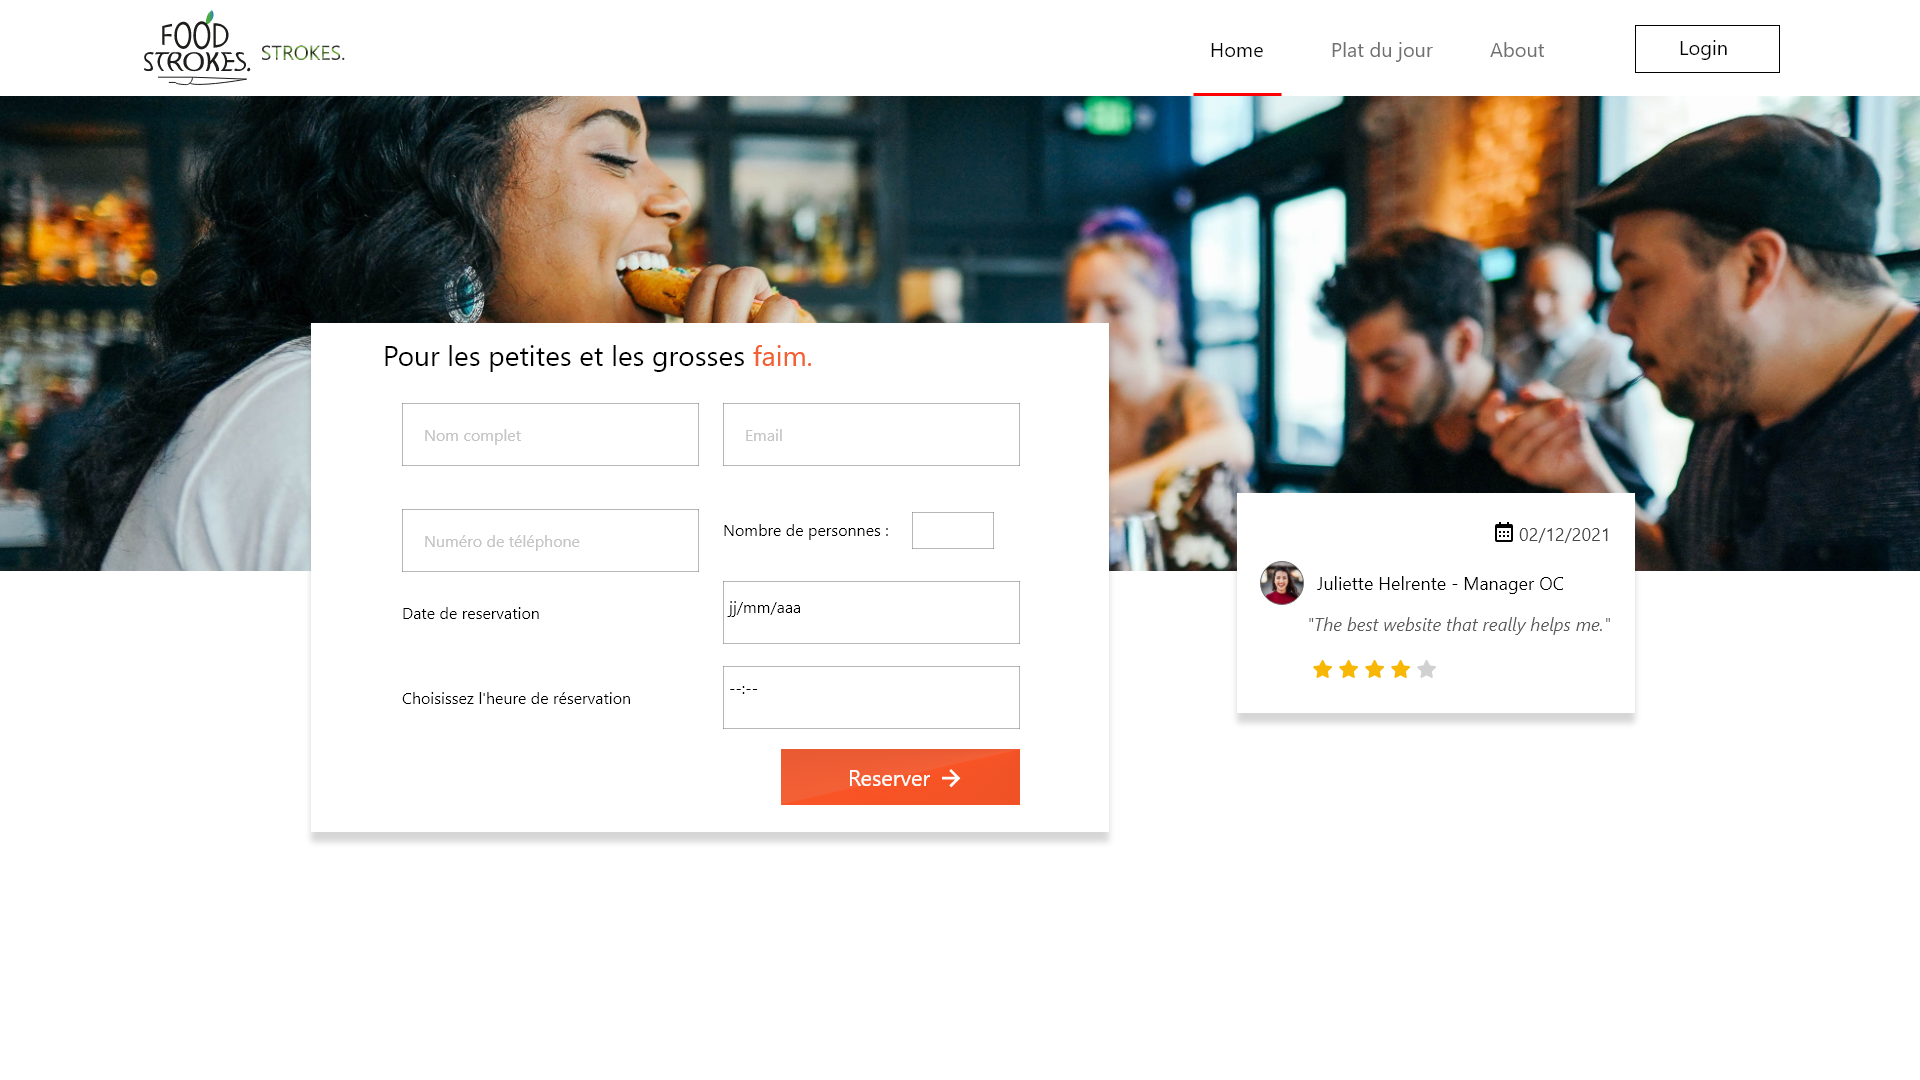 FOOD
STROKES.
STROKES.
Home
Plat du jour
About
Login
Pour les petites et les grosses faim.
Nom complet
Email
Numéro de téléphone
Nombre de personnes :
Date de reservation
jj/mm/aaa
Choisissez l'heure de réservation
--:--
Reserver
02/12/2021
Juliette Helrente - Manager OC
"The best website that really helps me."